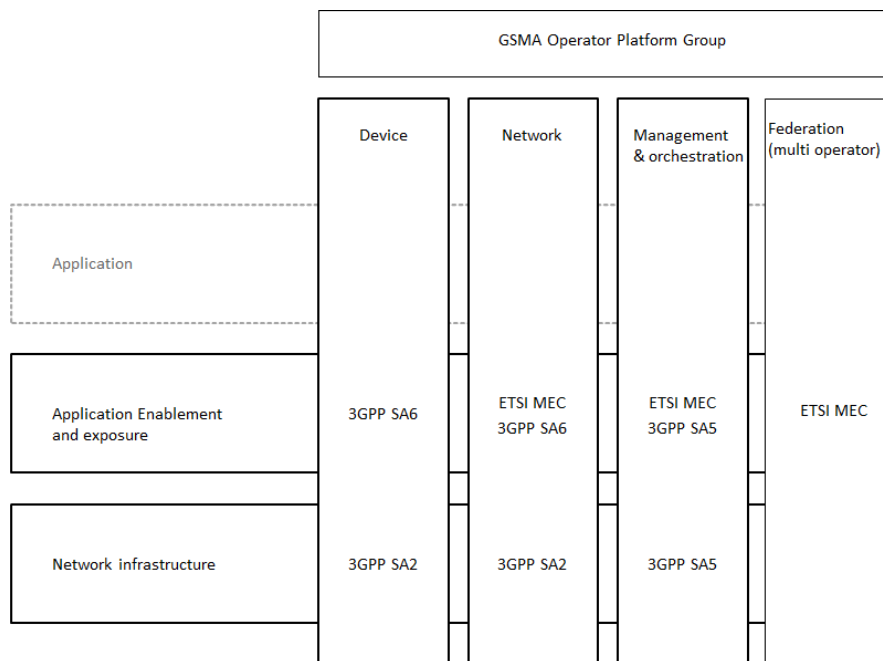 GSMA Operator Platform Group
Device
Network
Management
& orchestration
Federation
(multi operator)
Application
Application Enablement
and exposure
3GPP SA6
ETSI MEC
3GPP SA6
ETSI MEC
3GPP SA5
ETSI MEC
Network infrastructure
3GPP SA2
3GPP SA2
3GPP SA5